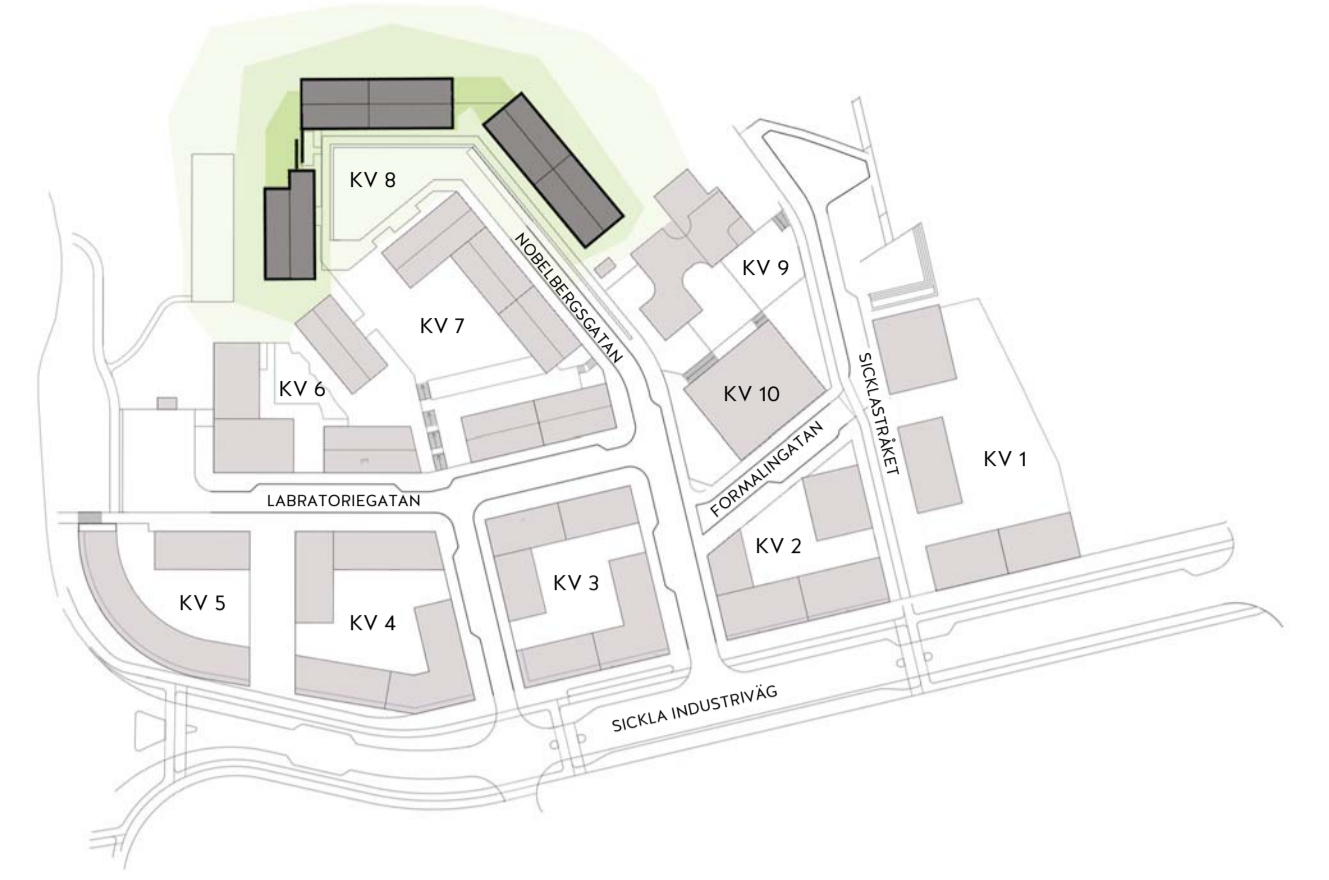 KV 8
NOBELBERGSGATAN
KV 9
KV 7
KV 6
KV 10
SICKLASTRÅKET
FORMALINGATAN
KV 1
LABRATORIEGATAN
KV 2
KV 3
KV 5
KV 4
SICKLA INDUSTRIVÄG